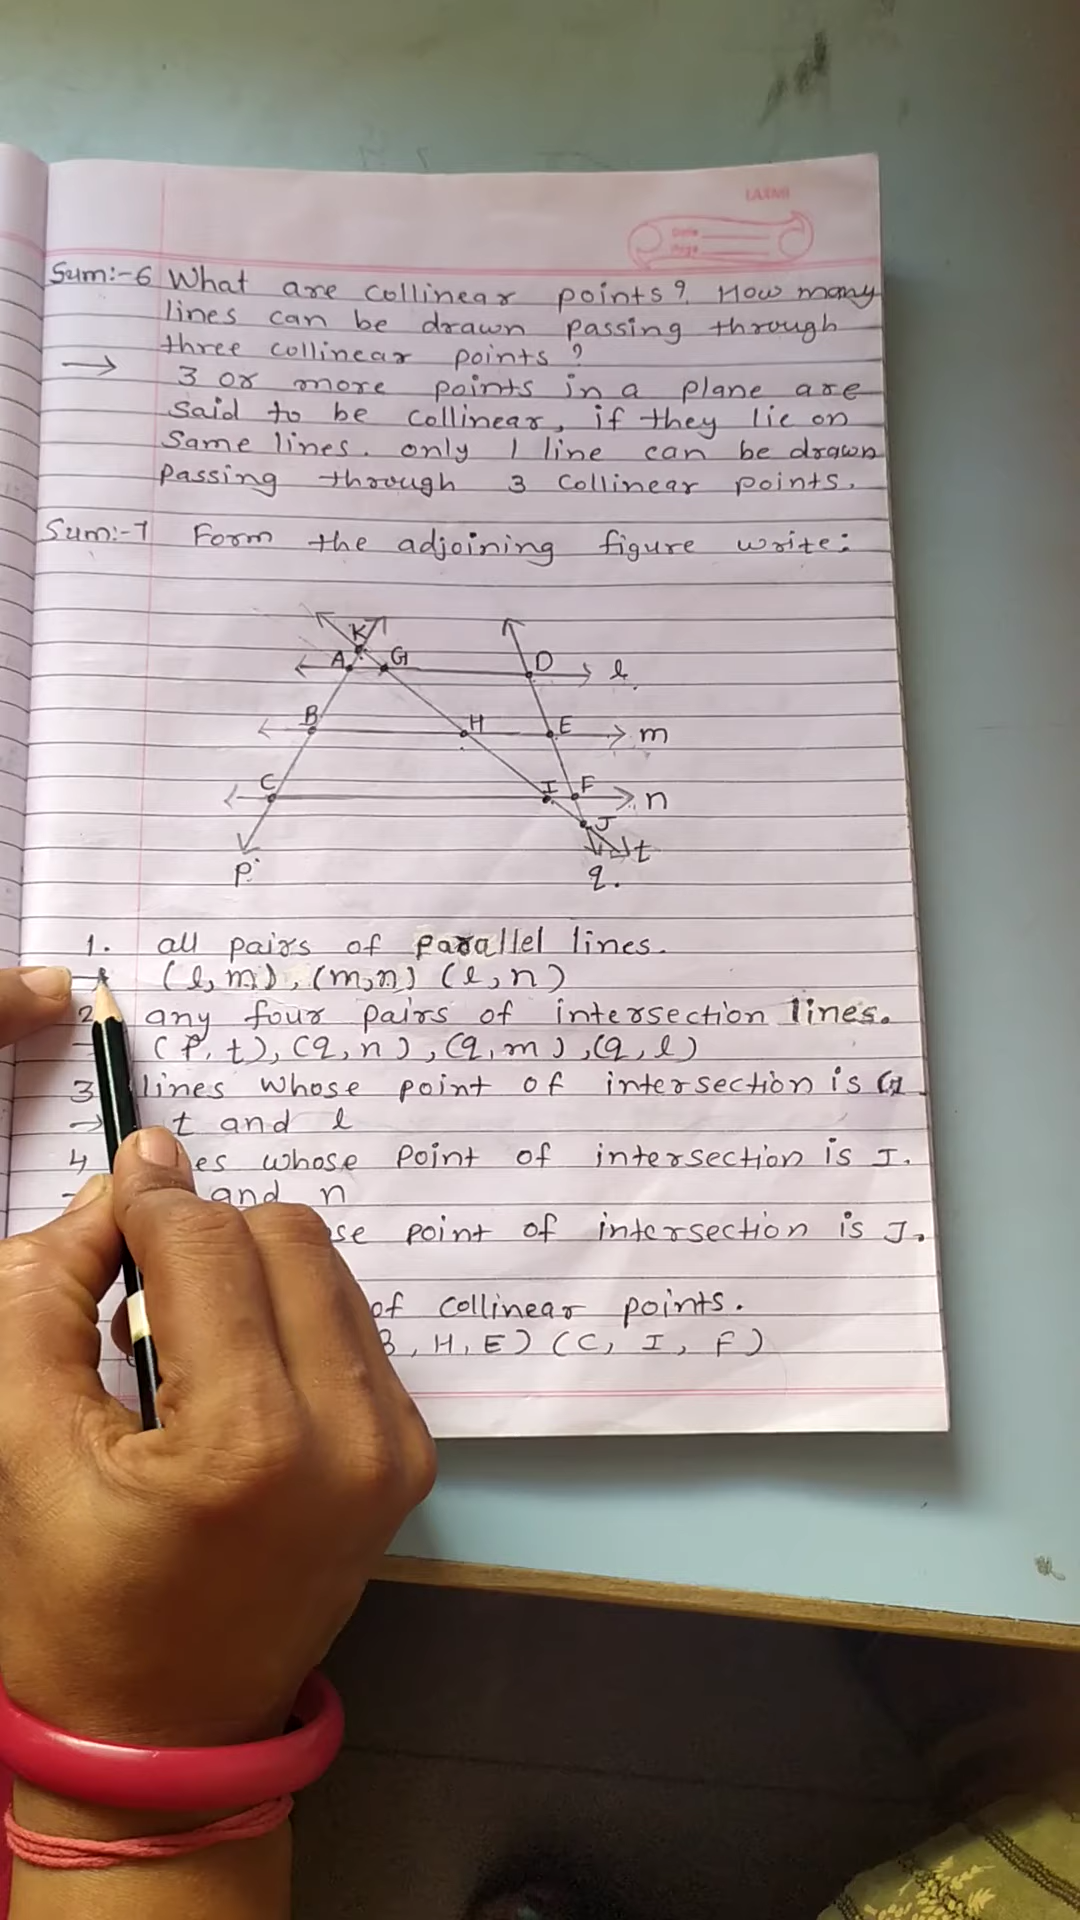 LAXMI
Date
Page
Sum:-6 What are collinear points? How many
lines can be drawn passing through
three collinear points?
→ 3 or more points in a plane are
said to be collinear, if they lie on
same lines. only 1 line can be drawn
passing through 3 collinear points.
Sum:-7 Form the adjoining figure write:
K
A G D l
B H E m
C I F n
J t
P q.
1. all pairs of parallel lines.
→ (l, m), (m, n) (l, n)
2 any four pairs of intersection lines.
(P, t), (q, n), (q, m), (q, l)
3 lines whose point of intersection is G
→ t and l
4 whose point of intersection is I.
and n
point of intersection is J.
of collinear points.
B, H, E) (C, I, F)